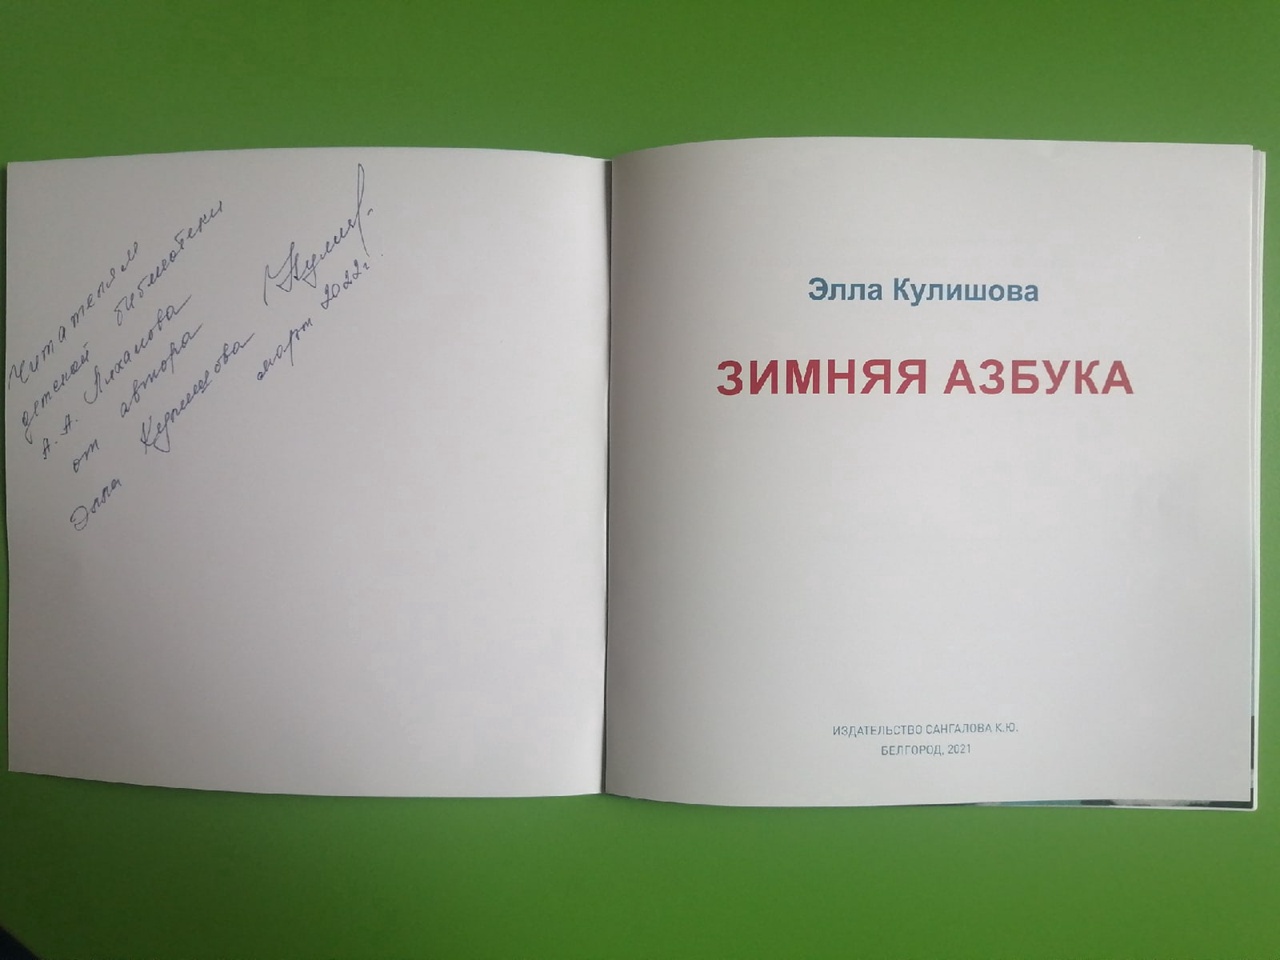 Читателям
детской библиотеки
А. А. Лиханова
от автора
Элла Кулишова
март 2022г.
Элла Кулишова
ЗИМНЯЯ АЗБУКА
ИЗДАТЕЛЬСТВО САНГАЛОВА К.Ю.
БЕЛГОРОД, 2021